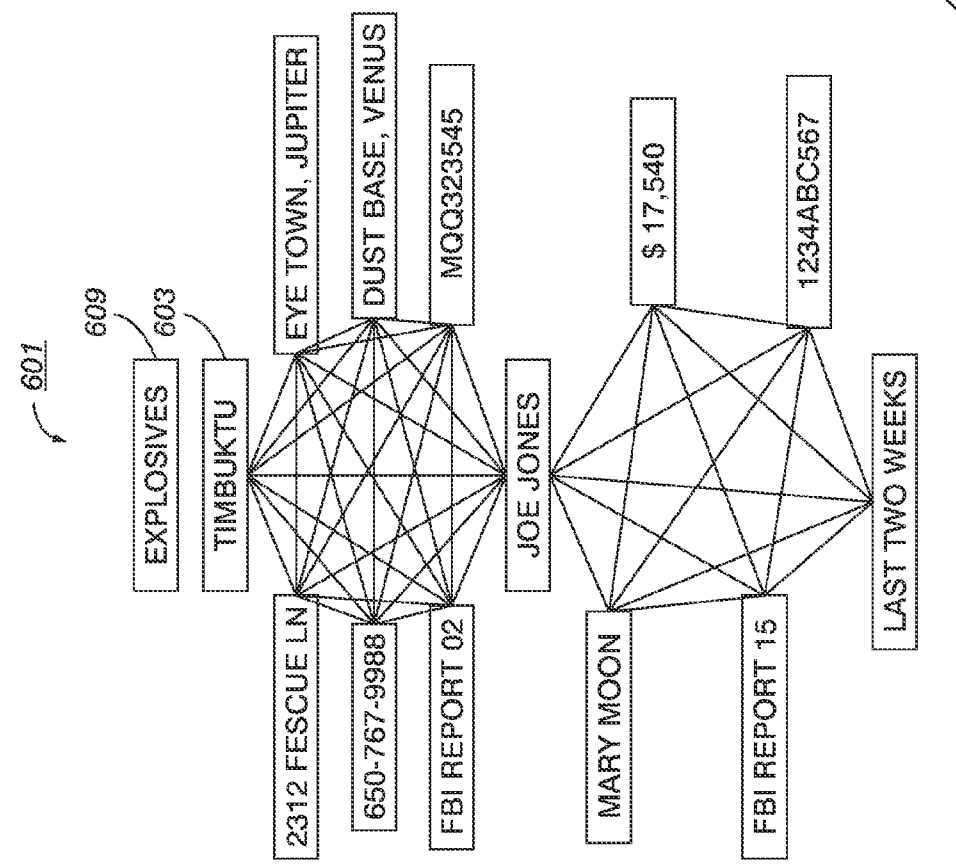 601
609
EXPLOSIVES
603
TIMBUKTU
2312 FESCUE LN
EYE TOWN, JUPITER
650-767-9988
DUST BASE, VENUS
FBI REPORT 02
MQQ323545
JOE JONES
MARY MOON
$ 17,540
FBI REPORT 15
1234ABC567
LAST TWO WEEKS